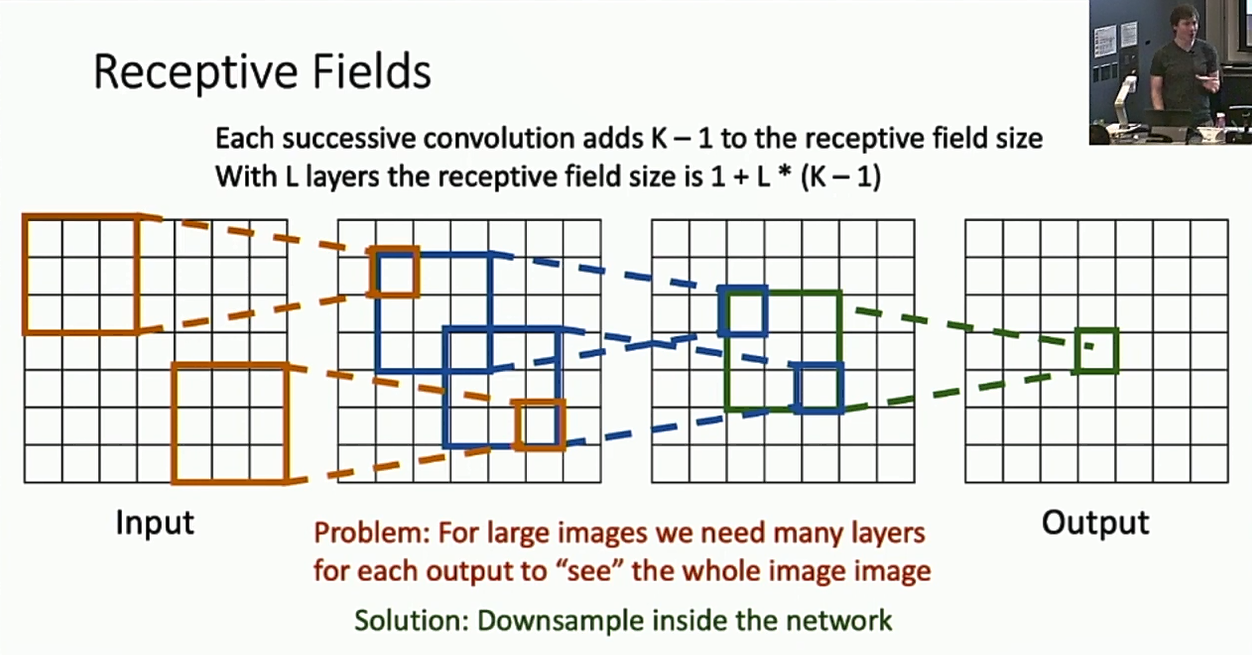 Receptive Fields
Each successive convolution adds K – 1 to the receptive field size
With L layers the receptive field size is 1 + L * (K – 1)
Input
Output
Problem: For large images we need many layers
for each output to “see” the whole image image
Solution: Downsample inside the network